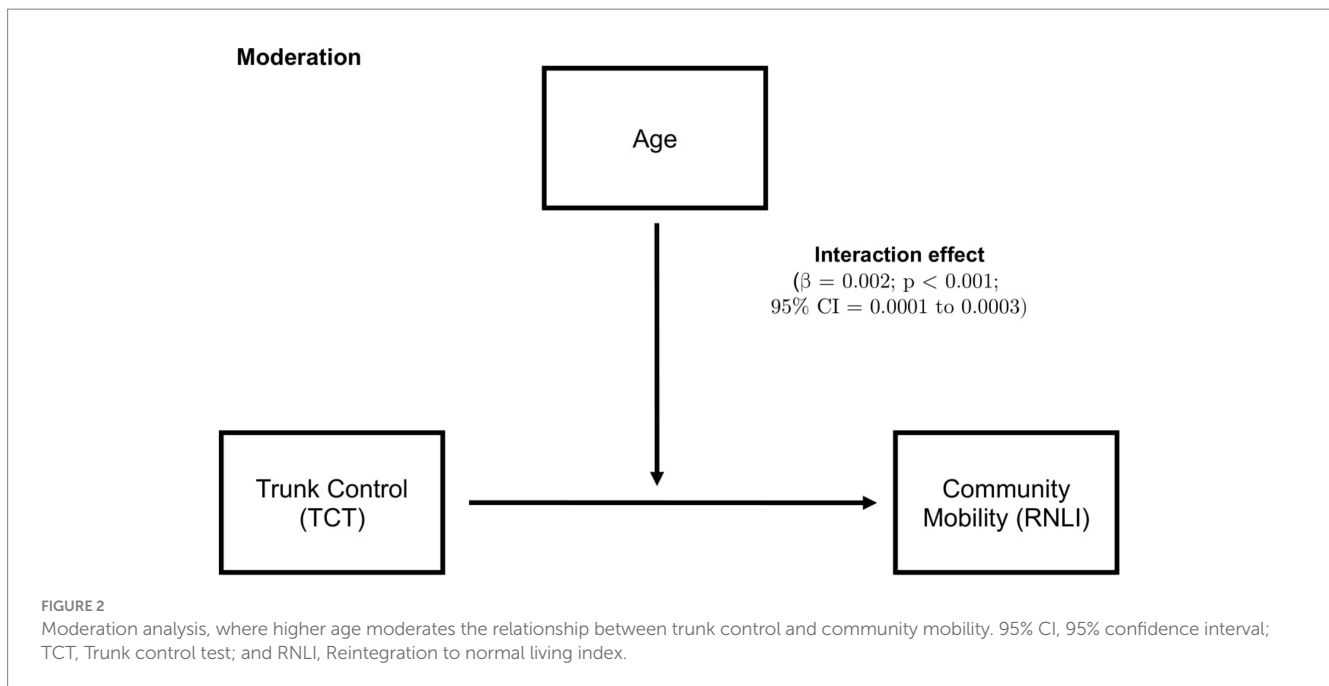 Moderation
Age
Interaction effect
(β = 0.002; p < 0.001;
95% CI = 0.0001 to 0.0003)
Trunk Control
(TCT)
Community
Mobility (RNLI)
FIGURE 2
Moderation analysis, where higher age moderates the relationship between trunk control and community mobility. 95% CI, 95% confidence interval;
TCT, Trunk control test; and RNLI, Reintegration to normal living index.